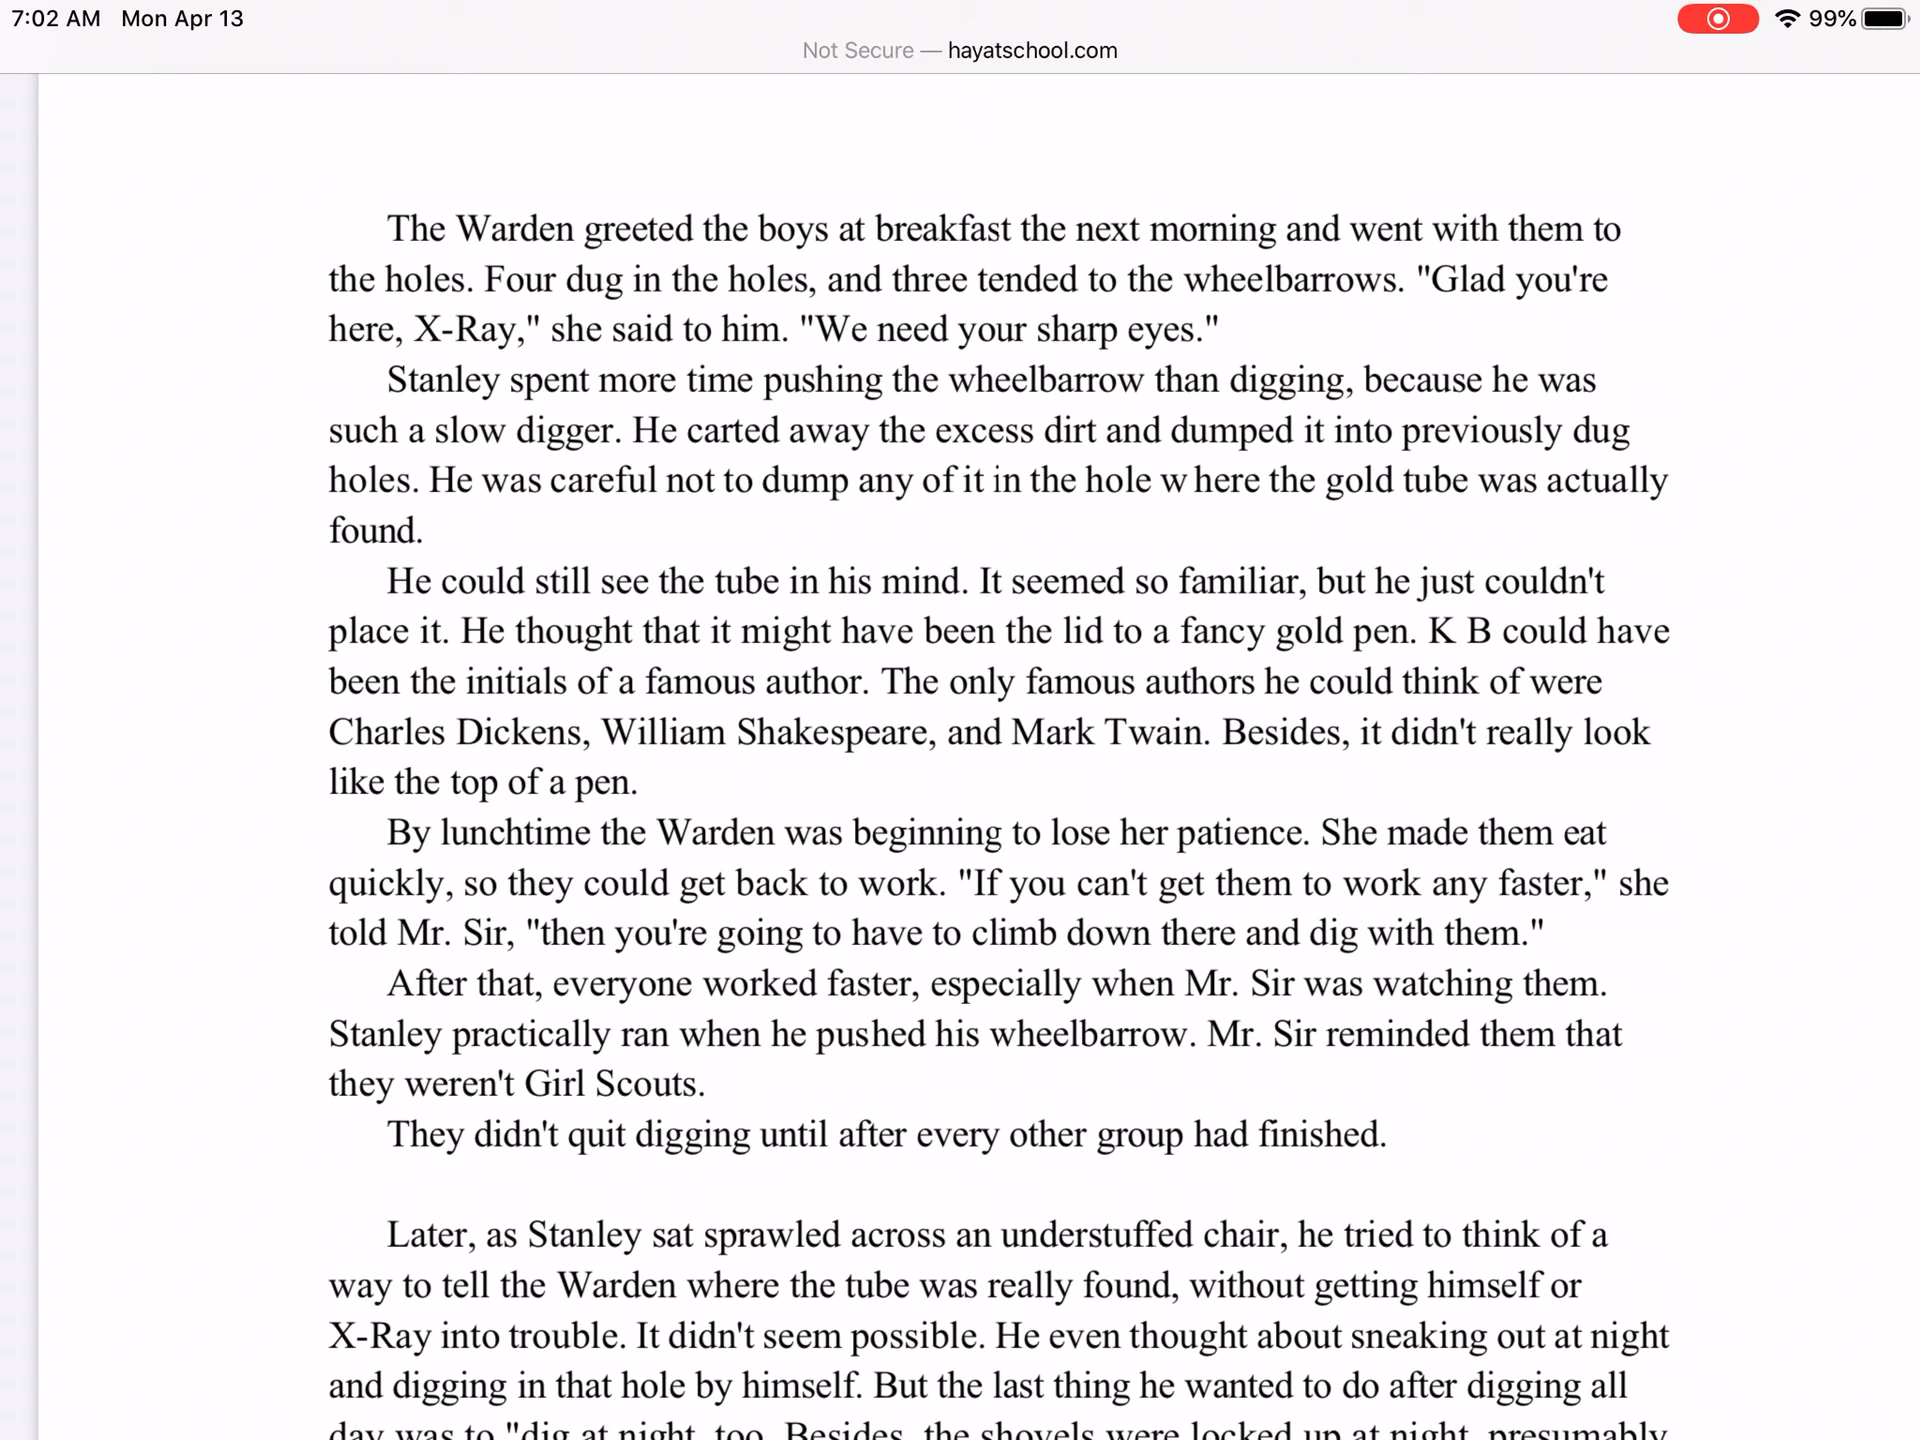 7:02 AM Mon Apr 13
99%
Not Secure — hayatschool.com
The Warden greeted the boys at breakfast the next morning and went with them to
the holes. Four dug in the holes, and three tended to the wheelbarrows. "Glad you're
here, X-Ray," she said to him. "We need your sharp eyes."
Stanley spent more time pushing the wheelbarrow than digging, because he was
such a slow digger. He carted away the excess dirt and dumped it into previously dug
holes. He was careful not to dump any of it in the hole w here the gold tube was actually
found.
He could still see the tube in his mind. It seemed so familiar, but he just couldn't
place it. He thought that it might have been the lid to a fancy gold pen. K B could have
been the initials of a famous author. The only famous authors he could think of were
Charles Dickens, William Shakespeare, and Mark Twain. Besides, it didn't really look
like the top of a pen.
By lunchtime the Warden was beginning to lose her patience. She made them eat
quickly, so they could get back to work. "If you can't get them to work any faster," she
told Mr. Sir, "then you're going to have to climb down there and dig with them."
After that, everyone worked faster, especially when Mr. Sir was watching them.
Stanley practically ran when he pushed his wheelbarrow. Mr. Sir reminded them that
they weren't Girl Scouts.
They didn't quit digging until after every other group had finished.
Later, as Stanley sat sprawled across an understuffed chair, he tried to think of a
way to tell the Warden where the tube was really found, without getting himself or
X-Ray into trouble. It didn't seem possible. He even thought about sneaking out at night
and digging in that hole by himself. But the last thing he wanted to do after digging all
day was to "dig at night, too. Besides, the shovels were locked up at night, presumably